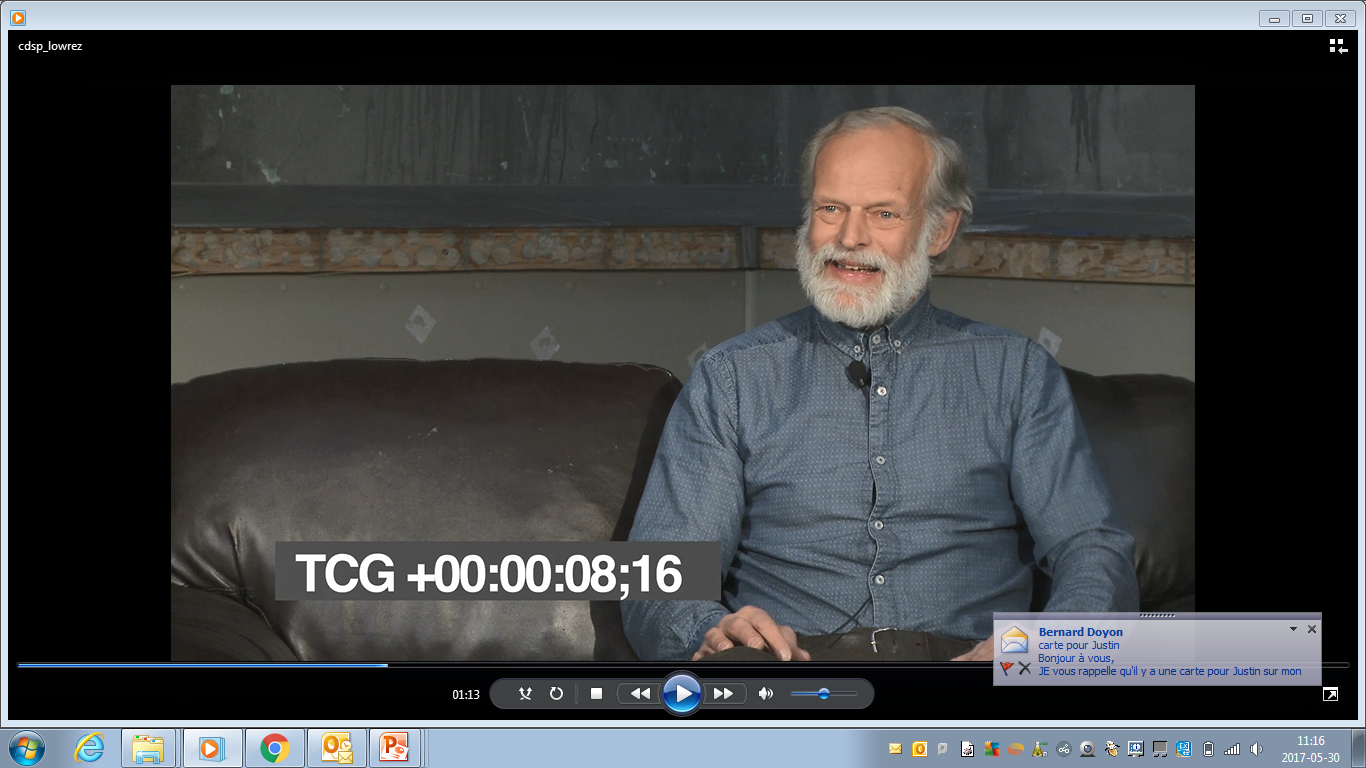 cdsp_lowrez
TCG +00:00:08;16
Bernard Doyon
carte pour Justin
Bonjour à vous,
JE vous rappelle qu'il y a une carte pour Justin sur mon
01:13
11:16
2017-05-30